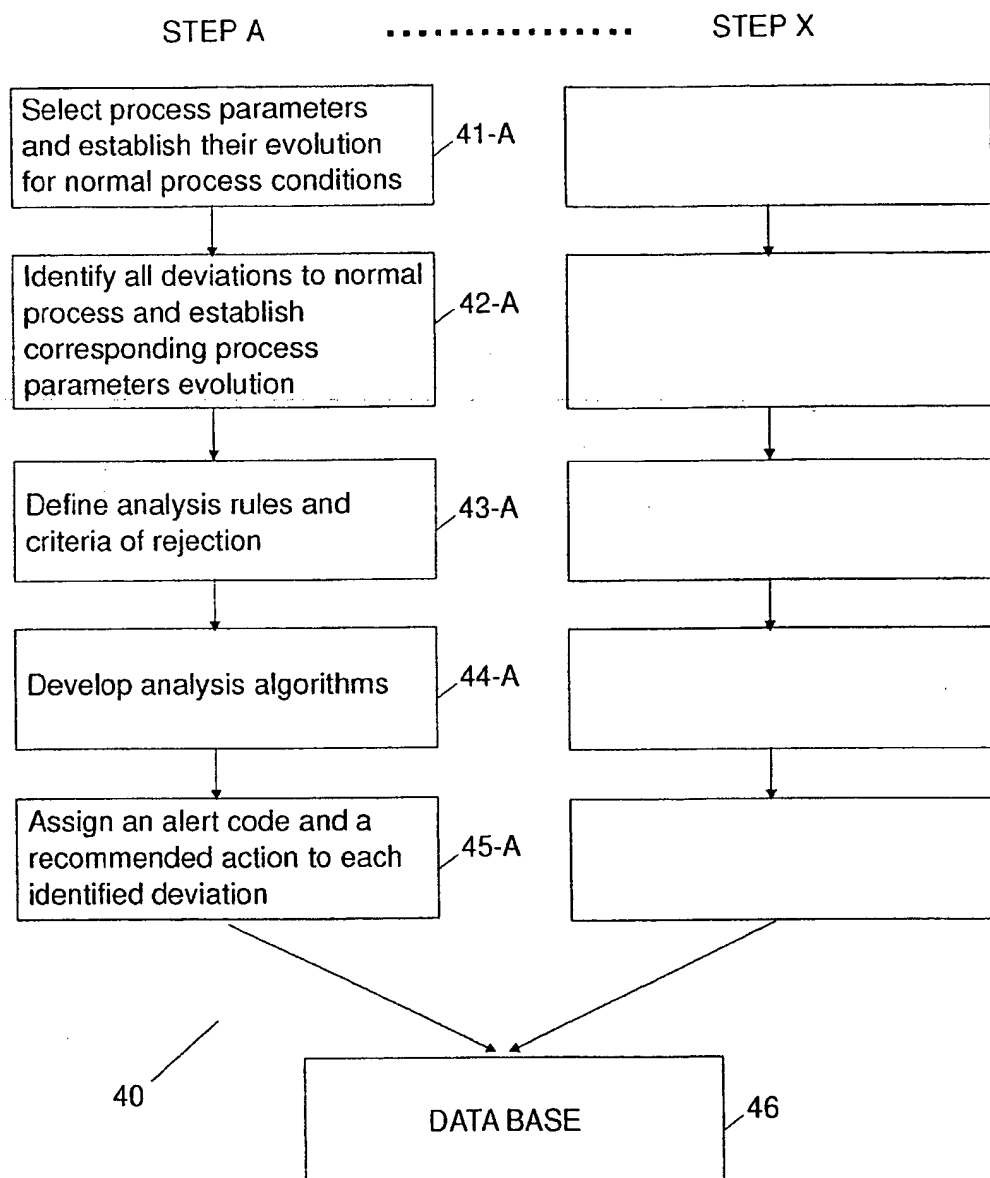 STEP A ............... STEP X
Select process parameters
and establish their evolution
for normal process conditions
41-A
Identify all deviations to normal
process and establish
corresponding process
parameters evolution
42-A
Define analysis rules and
criteria of rejection
43-A
Develop analysis algorithms
44-A
Assign an alert code and a
recommended action to each
identified deviation
45-A
40
DATA BASE
46